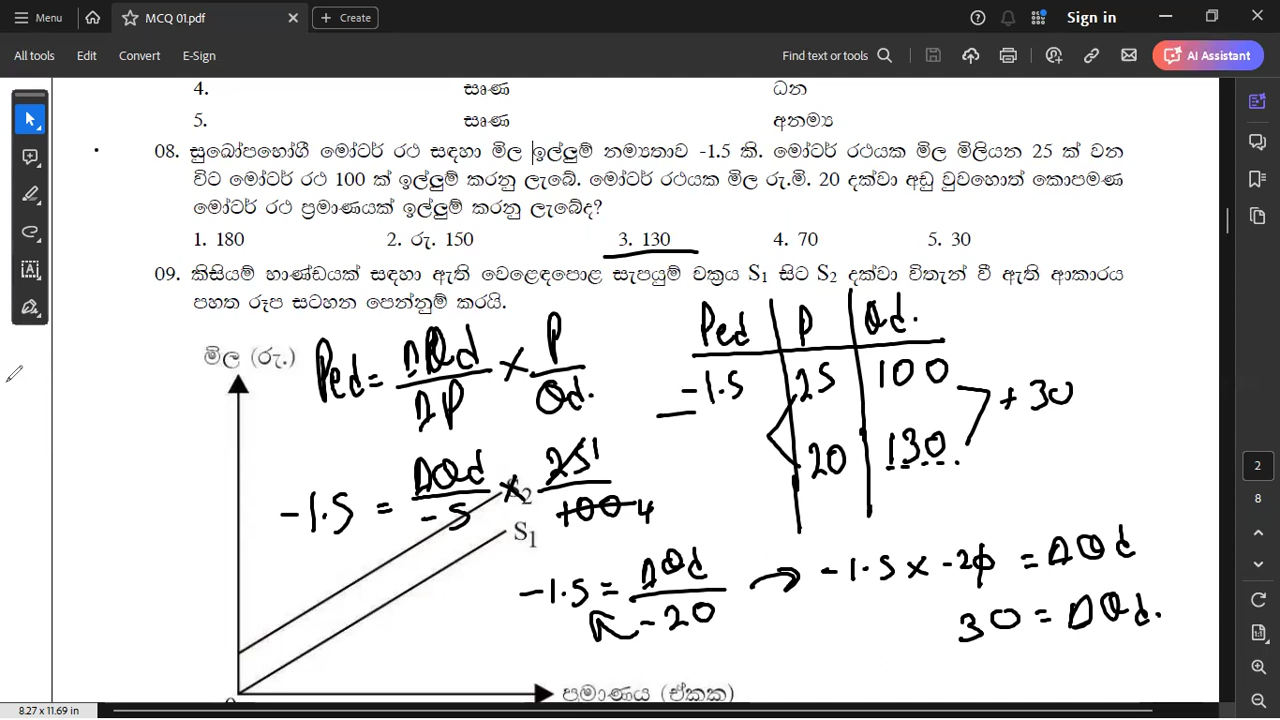 Menu MCQ 01.pdf Create Sign in
All tools Edit Convert E-Sign Find text or tools AI Assistant
4. සෘණ ධන
5. සෘණ අනම්‍ය
08. සුඛෝපභෝගී මෝටර් රථ සඳහා මිල ඉල්ලුම් නම්‍යතාව -1.5 කි. මෝටර් රථයක මිල මිලියන 25 ක් වන
විට මෝටර් රථ 100 ක් ඉල්ලුම් කරනු ලැබේ. මෝටර් රථයක මිල රු.මි. 20 දක්වා අඩු වුවහොත් කොපමණ
මෝටර් රථ ප්‍රමාණයක් ඉල්ලුම් කරනු ලැබේද?
1. 180 2. රු. 150 3. 130 4. 70 5. 30
09. කිසියම් භාණ්ඩයක් සඳහා ඇති වෙළෙඳපොළ සැපයුම් චක්‍රය S1 සිට S2 දක්වා විතැන් වී ඇති ආකාරය
පහත රූප සටහන පෙන්නුම් කරයි.
Ped P Qd.
-1.5 25 100
+30
20 130
මිල (රු.)
Ped = ΔQd/ΔP × P/Qd.
-1.5 = ΔQd/-5 × 25 1/100 4
S2
S1
-1.5 = ΔQd/-20
-1.5 × -20 = ΔQd
30 = ΔQd.
0
ප්‍රමාණය (ඒකක)
2
8
8.27 x 11.69 in